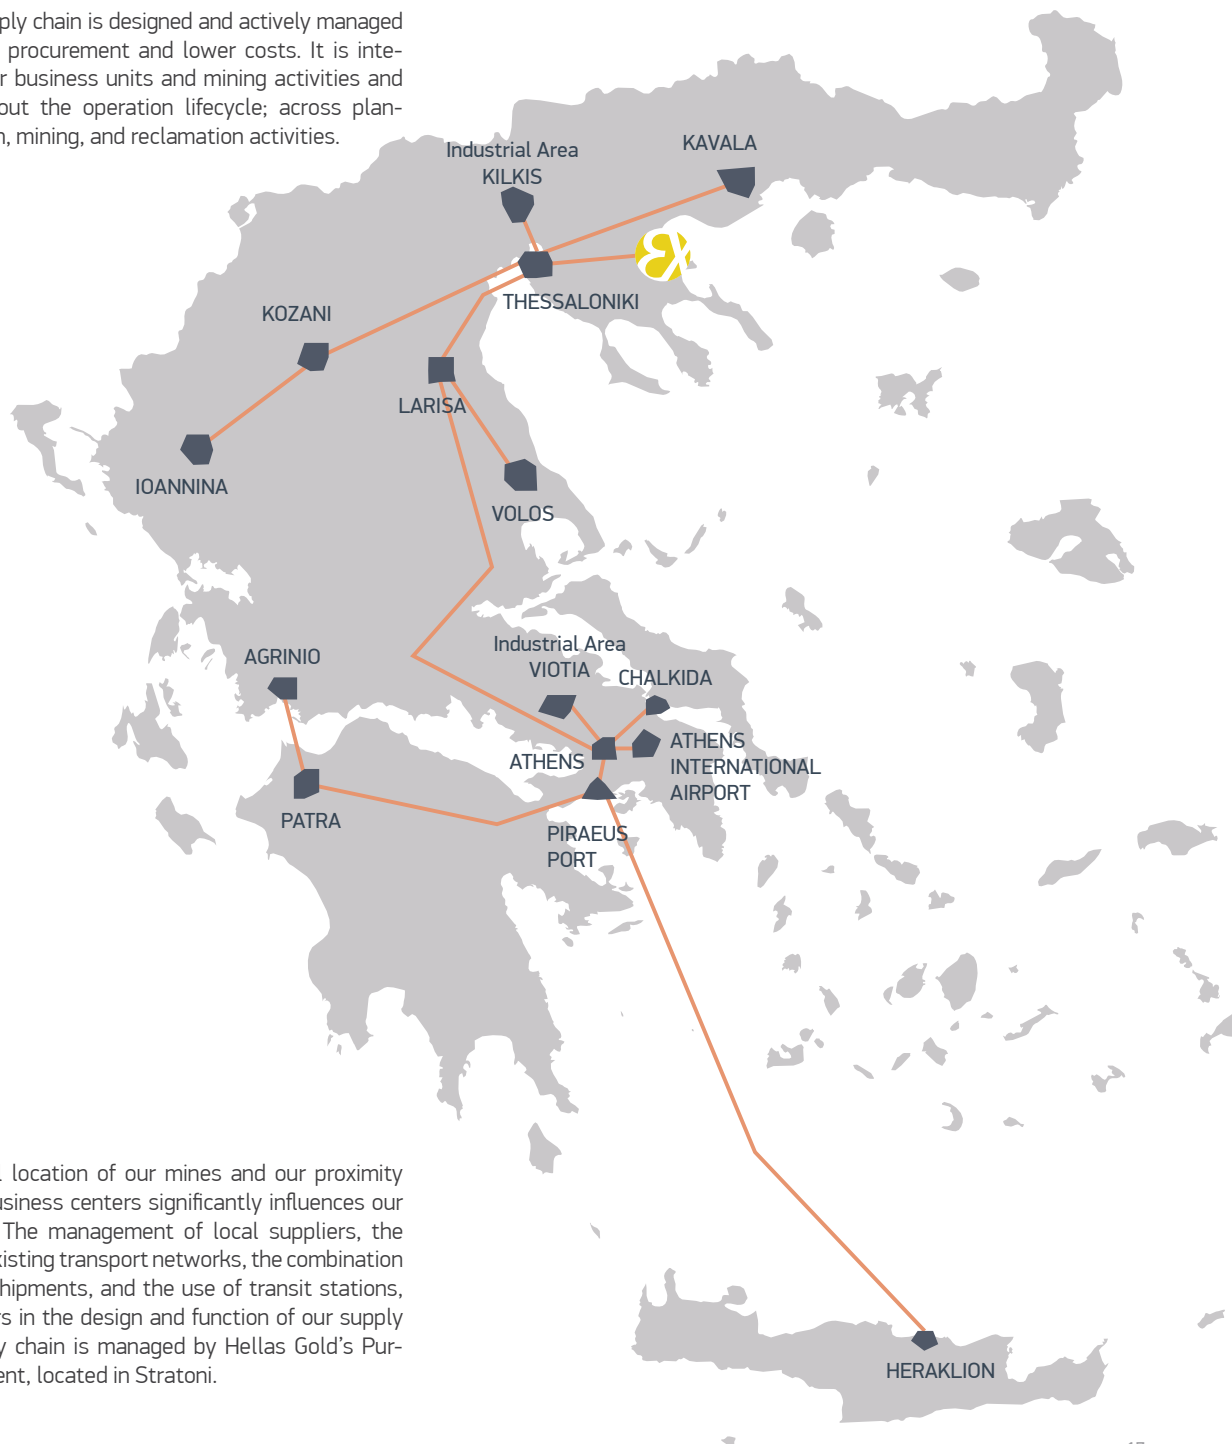 ply chain is designed and actively managed
procurement and lower costs. It is inte-
r business units and mining activities and
out the operation lifecycle; across plan-
n, mining, and reclamation activities.
Industrial Area
KILKIS
KAVALA
THESSALONIKI
KOZANI
LARISA
IOANNINA
VOLOS
AGRINIO
Industrial Area
VIOTIA
CHALKIDA
ATHENS
ATHENS
INTERNATIONAL
AIRPORT
PATRA
PIRAEUS
PORT
l location of our mines and our proximity
usiness centers significantly influences our
The management of local suppliers, the
xisting transport networks, the combination
hipments, and the use of transit stations,
rs in the design and function of our supply
y chain is managed by Hellas Gold's Pur-
ent, located in Stratoni.
HERAKLION